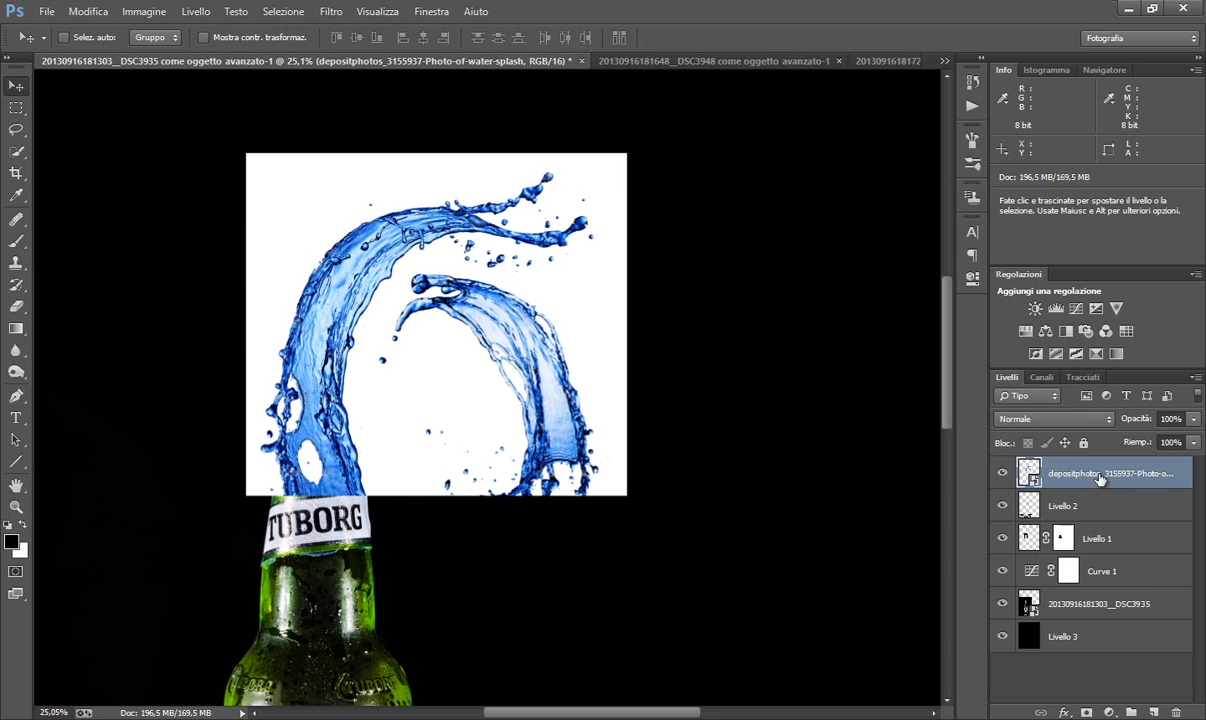 Ps File Modifica Immagine Livello Testo Selezione Filtro Visualizza Finestra Aiuto
Selez. auto: Gruppo Mostra contr. trasformaz. Fotografia
20130916181303__DSC3935 come oggetto avanzato-1 @ 25,1% (depositphotos_3155937-Photo-of-water-splash, RGB/16) * × 20130916181648__DSC3948 come oggetto avanzato-1 × 2013091618172
Info Istogramma Navigatore
R : C :
G : M :
B : Y :
K :
8 bit 8 bit
X : L :
Y : A :
Doc: 196,5 MB/169,5 MB
Fate clic e trascinate per spostare il livello o la
selezione. Usate Maiusc e Alt per ulteriori opzioni.
Regolazioni
Aggiungi una regolazione
Livelli Canali Tracciati
Tipo
Normale Opacità: 100%
Bloc.: Riemp.: 100%
depositphotos_3155937-Photo-o...
Livello 2
Livello 1
Curve 1
20130916181303__DSC3935
Livello 3
TUBORG
25,05% Doc: 196,5 MB/169,5 MB
fx